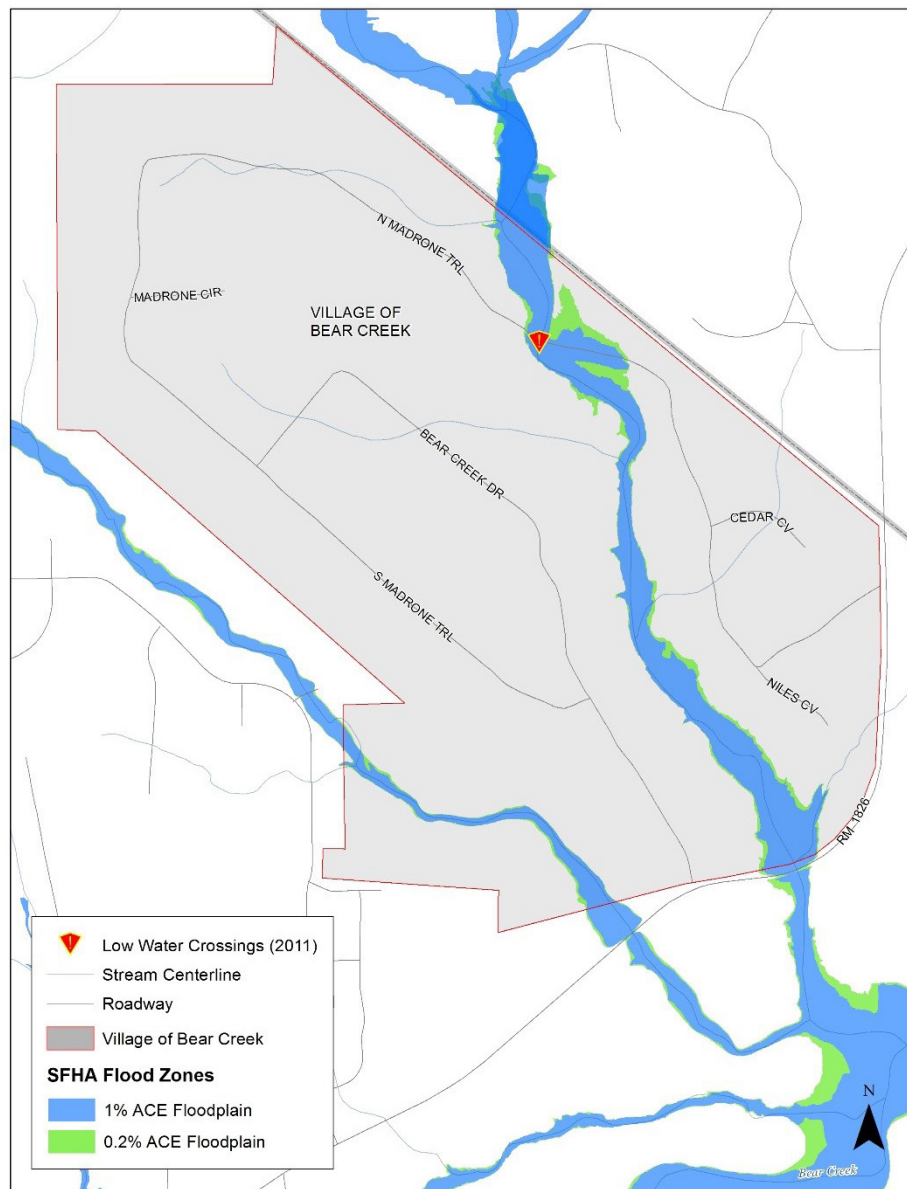 N MADRONE TRL
MADRONE CIR
VILLAGE OF
BEAR CREEK
BEAR CREEK DR
CEDAR CV
S MADRONE TRL
NILES CV
RM 1826
Low Water Crossings (2011)
Stream Centerline
Roadway
Village of Bear Creek
SFHA Flood Zones
1% ACE Floodplain
0.2% ACE Floodplain
N
Bear Creek